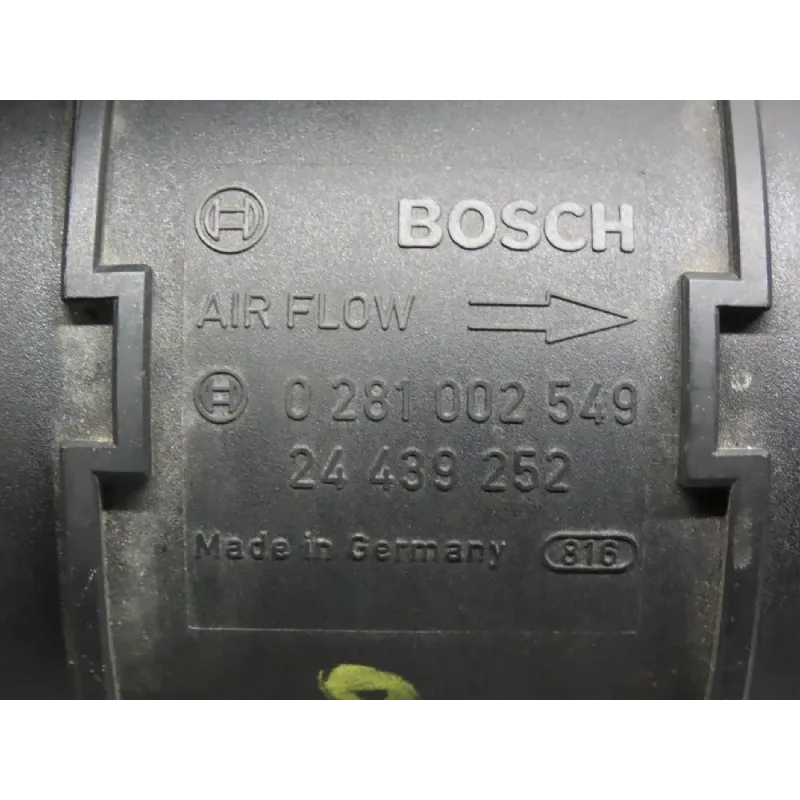 BOSCH
AIR FLOW
0 281 002 549
24 439 252
Made in Germany 816